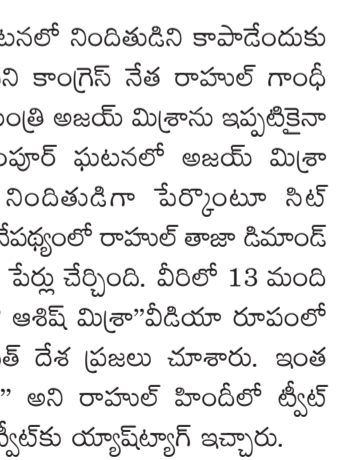 టనలో నిందితుడిని కాపాడేందుకు
ని కాంగ్రెస్ నేత రాహుల్ గాంధీ
ంత్రి అజయ్ మిశ్రాను ఇప్పటికైనా
ంపూర్ ఘటనలో అజయ్ మిశ్రా
నిందితుడిగా పేర్కొంటూ సిట్
నేపథ్యంలో రాహుల్ తాజా డిమాండ్
పేర్లు చేర్చింది. వీరిలో 13 మంది
ఆశిష్ మిశ్రా”వీడియా రూపంలో
త్ దేశ ప్రజలు చూశారు. ఇంత
” అని రాహుల్ హిందీలో ట్వీట్
ట్వీట్‌కు య్యాష్‌ట్యాగ్ ఇచ్చారు.